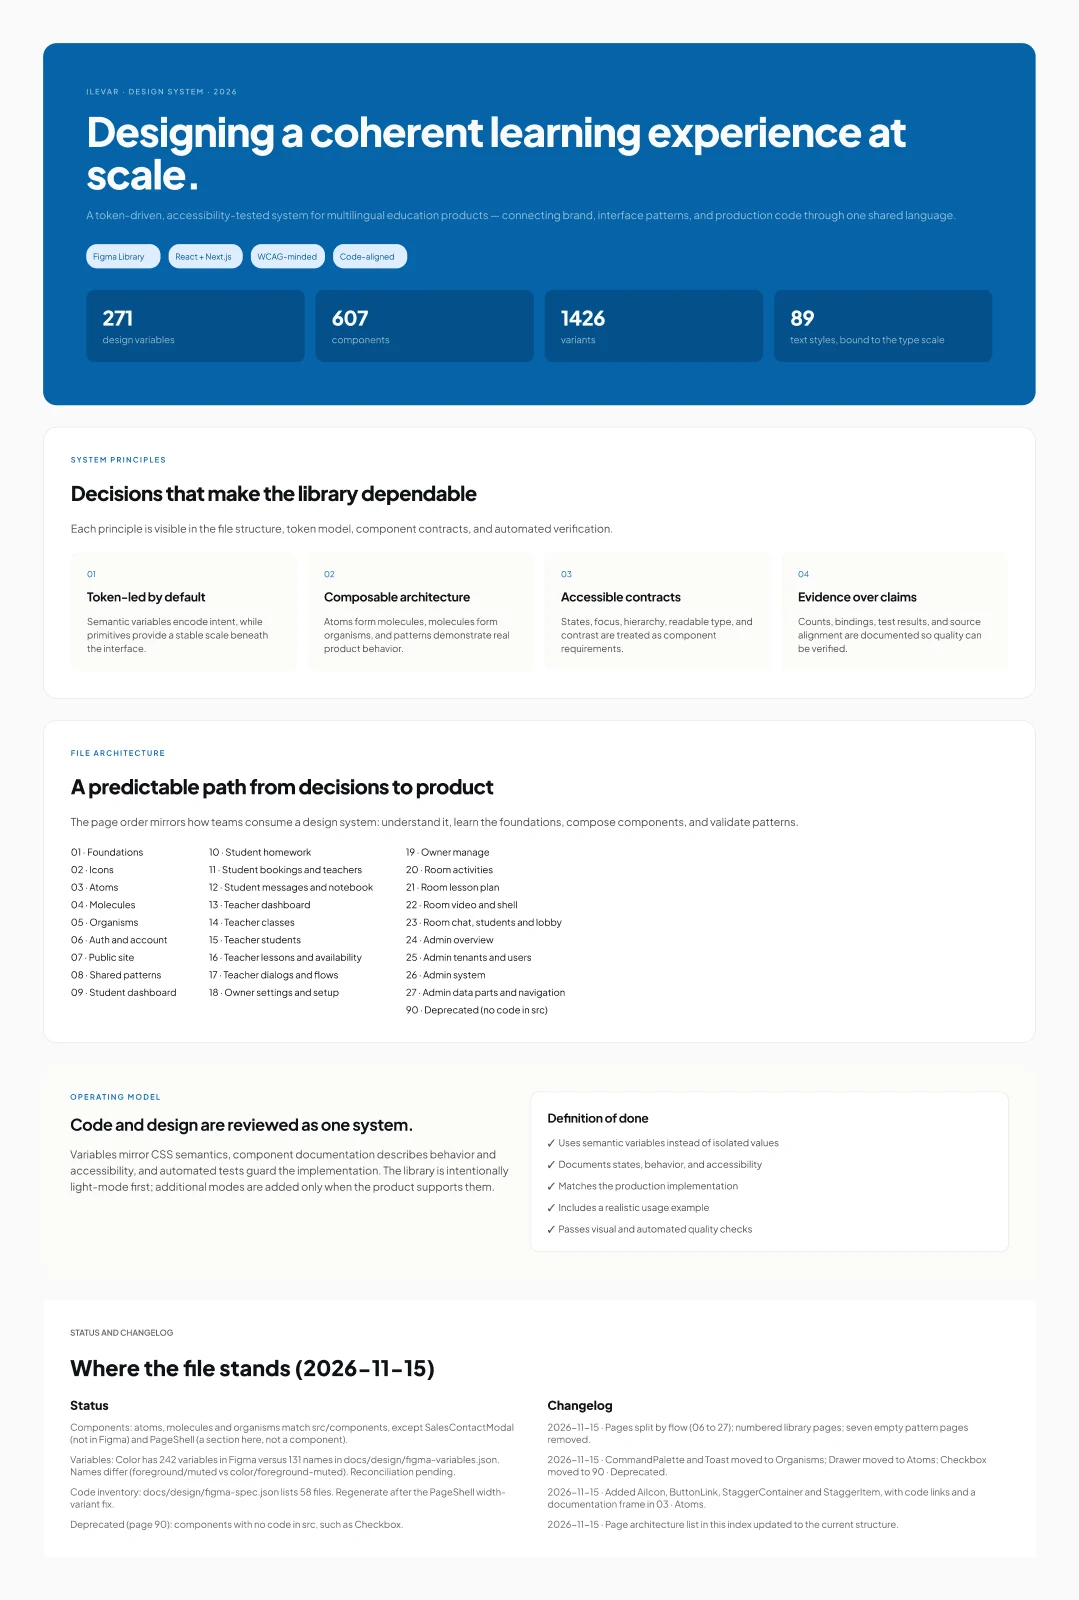 ILEVAR · DESIGN SYSTEM · 2026
Designing a coherent learning experience at
scale.
A token-driven, accessibility-tested system for multilingual education products — connecting brand, interface patterns, and production code through one shared language.
Figma Library
React + Next.js
WCAG-minded
Code-aligned
271
design variables
607
components
1426
variants
89
text styles, bound to the type scale
SYSTEM PRINCIPLES
Decisions that make the library dependable
Each principle is visible in the file structure, token model, component contracts, and automated verification.
01
Token-led by default
Semantic variables encode intent, while
primitives provide a stable scale beneath
the interface.
02
Composable architecture
Atoms form molecules, molecules form
organisms, and patterns demonstrate real
product behavior.
03
Accessible contracts
States, focus, hierarchy, readable type, and
contrast are treated as component
requirements.
04
Evidence over claims
Counts, bindings, test results, and source
alignment are documented so quality can
be verified.
FILE ARCHITECTURE
A predictable path from decisions to product
The page order mirrors how teams consume a design system: understand it, learn the foundations, compose components, and validate patterns.
01 · Foundations
02 · Icons
03 · Atoms
04 · Molecules
05 · Organisms
06 · Auth and account
07 · Public site
08 · Shared patterns
09 · Student dashboard
10 · Student homework
11 · Student bookings and teachers
12 · Student messages and notebook
13 · Teacher dashboard
14 · Teacher classes
15 · Teacher students
16 · Teacher lessons and availability
17 · Teacher dialogs and flows
18 · Owner settings and setup
19 · Owner manage
20 · Room activities
21 · Room lesson plan
22 · Room video and shell
23 · Room chat, students and lobby
24 · Admin overview
25 · Admin tenants and users
26 · Admin system
27 · Admin data parts and navigation
90 · Deprecated (no code in src)
OPERATING MODEL
Code and design are reviewed as one system.
Variables mirror CSS semantics, component documentation describes behavior and
accessibility, and automated tests guard the implementation. The library is intentionally
light-mode first; additional modes are added only when the product supports them.
Definition of done
✓ Uses semantic variables instead of isolated values
✓ Documents states, behavior, and accessibility
✓ Matches the production implementation
✓ Includes a realistic usage example
✓ Passes visual and automated quality checks
STATUS AND CHANGELOG
Where the file stands (2026-11-15)
Status
Components: atoms, molecules and organisms match src/components, except SalesContactModal
(not in Figma) and PageShell (a section here, not a component).
Variables: Color has 242 variables in Figma versus 131 names in docs/design/figma-variables.json.
Names differ (foreground/muted vs color/foreground-muted). Reconciliation pending.
Code inventory: docs/design/figma-spec.json lists 58 files. Regenerate after the PageShell width-
variant fix.
Deprecated (page 90): components with no code in src, such as Checkbox.
Changelog
2026-11-15 · Pages split by flow (06 to 27); numbered library pages; seven empty pattern pages
removed.
2026-11-15 · CommandPalette and Toast moved to Organisms; Drawer moved to Atoms; Checkbox
moved to 90 · Deprecated.
2026-11-15 · Added AiIcon, ButtonLink, StaggerContainer and StaggerItem, with code links and a
documentation frame in 03 · Atoms.
2026-11-15 · Page architecture list in this index updated to the current structure.